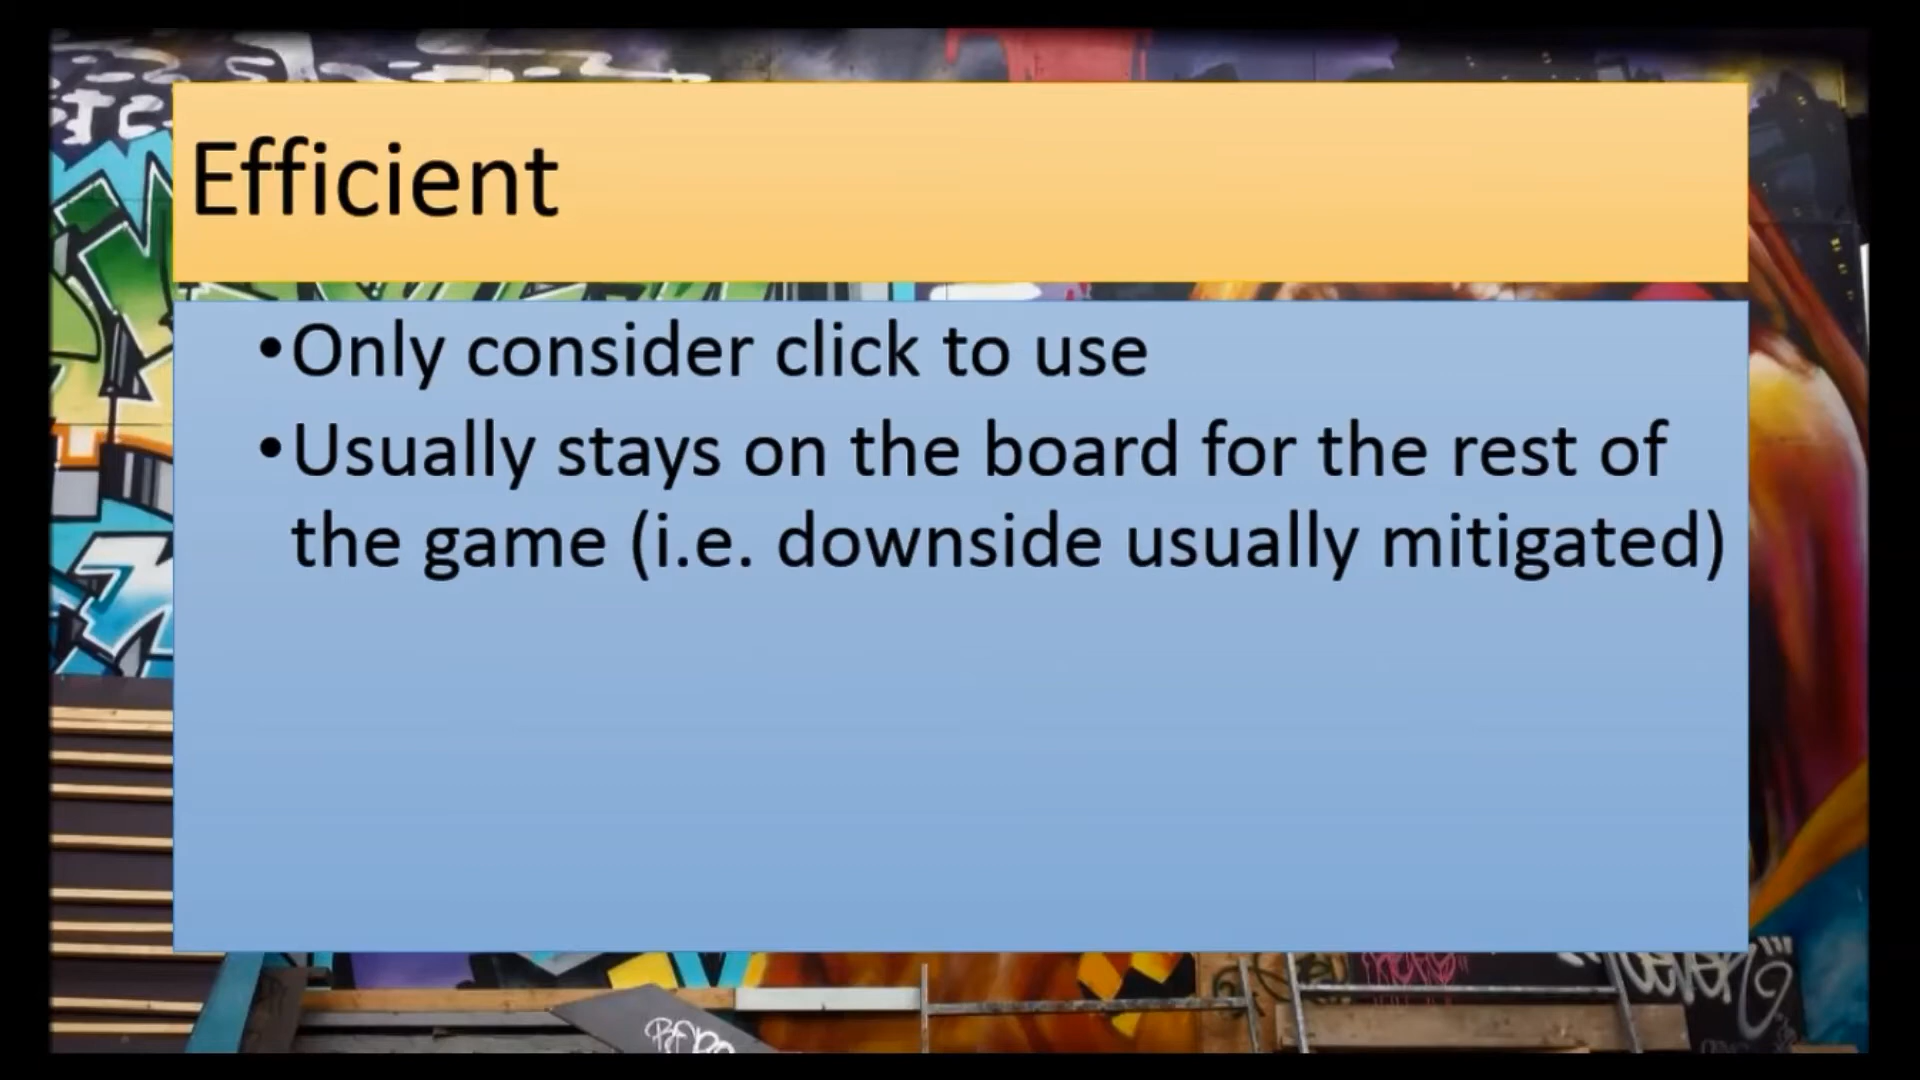 Efficient
•Only consider click to use
•Usually stays on the board for the rest of
the game (i.e. downside usually mitigated)